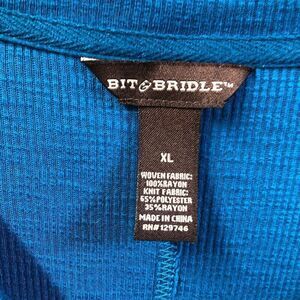 BIT & BRIDLE™
XL
WOVEN FABRIC:
100%RAYON
KNIT FABRIC:
65%POLYESTER
35%RAYON
MADE IN CHINA
RN#129746